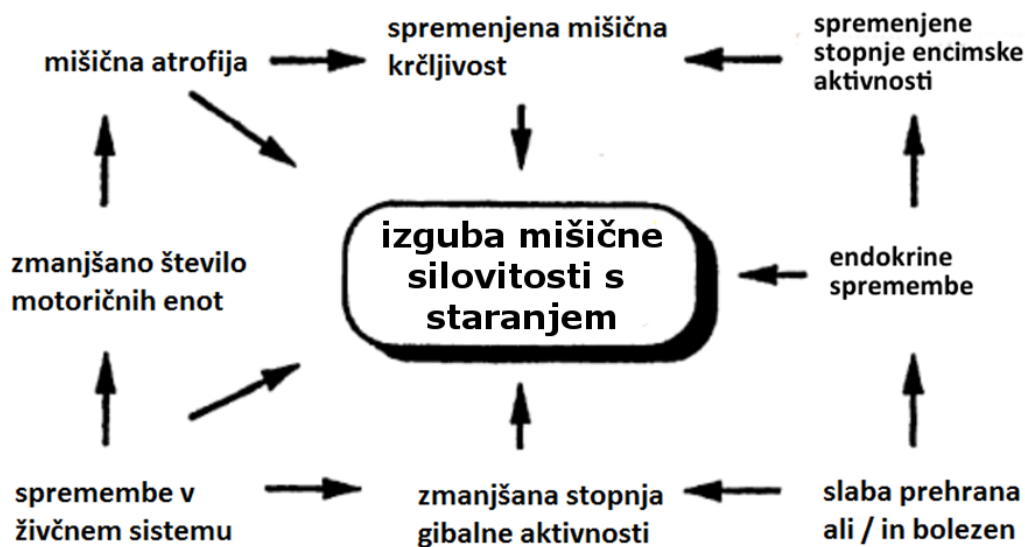 mišična atrofija
spremenjena mišična
krčljivost
spremenjene
stopnje encimske
aktivnosti
zmanjšano število
motoričnih enot
izguba mišične
silovitosti s
staranjem
endokrine
spremembe
spremembe v
živčnem sistemu
zmanjšana stopnja
gibalne aktivnosti
slaba prehrana
ali / in bolezen